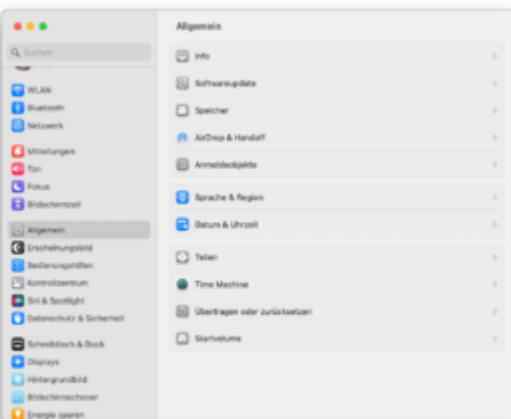 Allgemein
Suchen
WLAN
Bluetooth
Netzwerk
Mitteilungen
Ton
Fokus
Bildschirmzeit
Allgemein
Erscheinungsbild
Bedienungshilfen
Kontrollzentrum
Siri & Spotlight
Datenschutz & Sicherheit
Schreibtisch & Dock
Displays
Hintergrundbild
Bildschirmschoner
Energie sparen
Info
Softwareupdate
Speicher
AirDrop & Handoff
Anmeldeobjekte
Sprache & Region
Datum & Uhrzeit
Teilen
Time Machine
Übertragen oder zurücksetzen
Startvolume